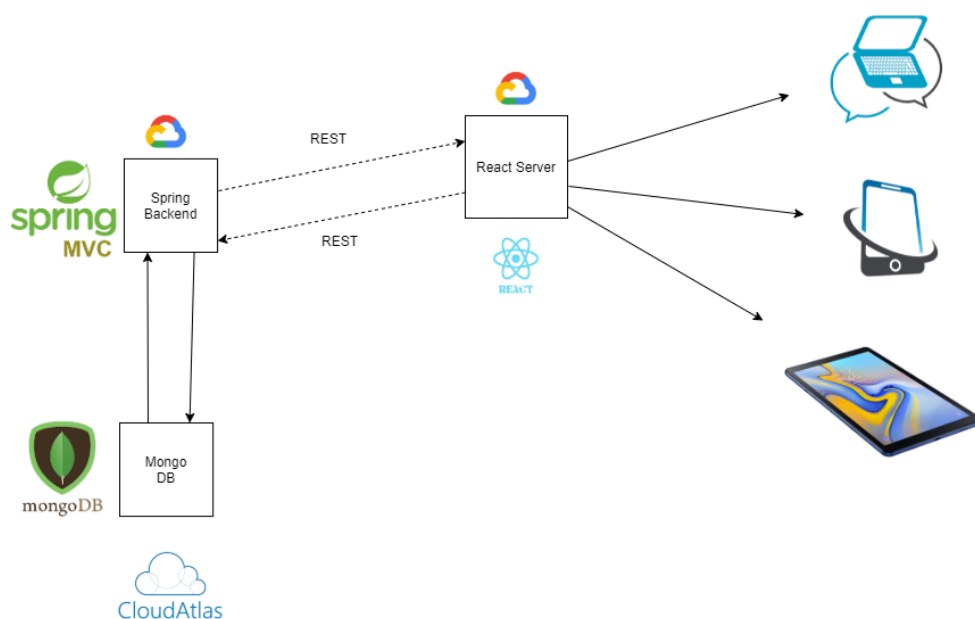 REST
React Server
Spring
Backend
spring
MVC
REST
REACT
Mongo
DB
mongoDB
CloudAtlas